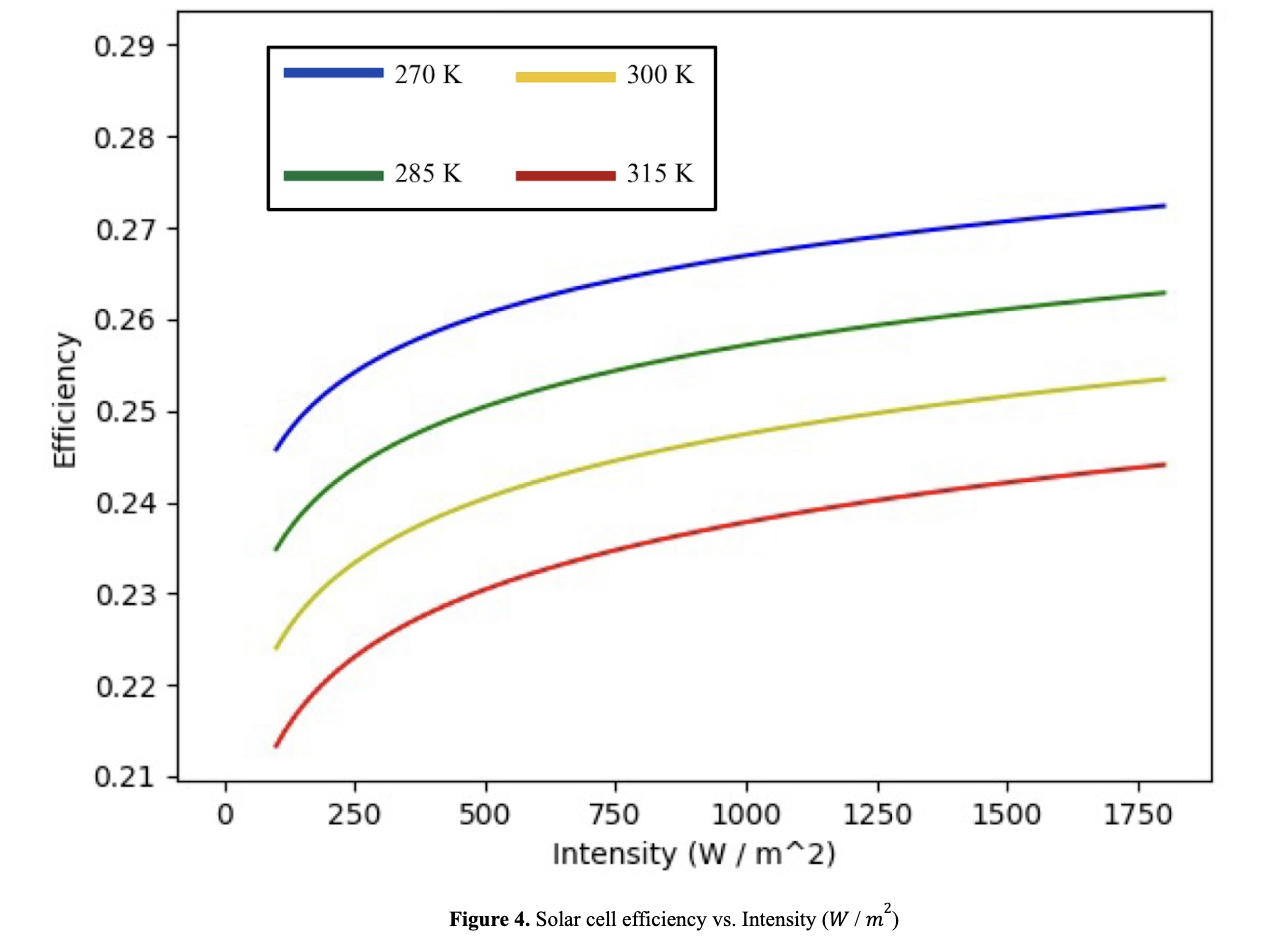 0.29
270 K 300 K
0.28
285 K 315 K
0.27
0.26
Efficiency
0.25
0.24
0.23
0.22
0.21
0 250 500 750 1000 1250 1500 1750
Intensity (W / m^2)
Figure 4. Solar cell efficiency vs. Intensity (W / m²)